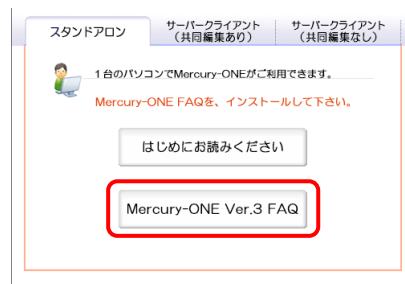 スタンドアロン
サーバークライアント
（共同編集あり）
サーバークライアント
（共同編集なし）
1台のパソコンでMercury-ONEがご利用できます。
Mercury-ONE FAQを、インストールして下さい。
はじめにお読みください
Mercury-ONE Ver.3 FAQ